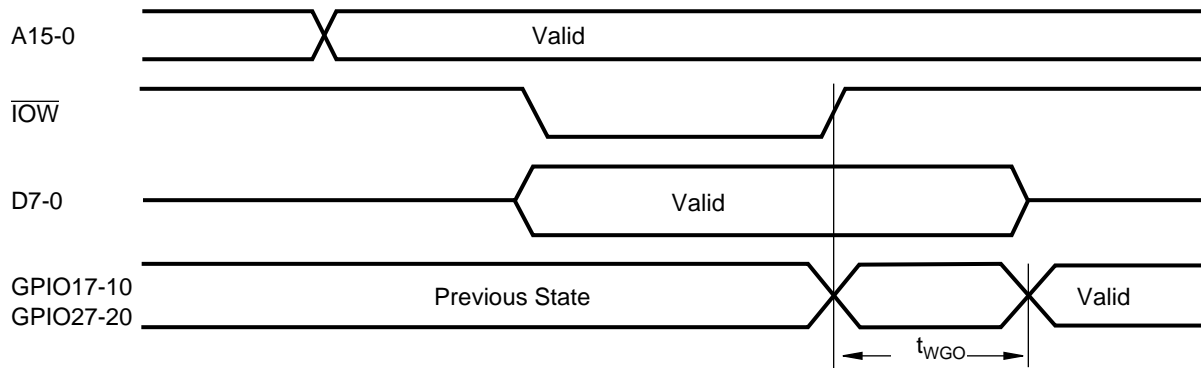 A15-0
Valid
IOW
D7-0
Valid
GPIO17-10
GPIO27-20
Previous State
Valid
tWGO